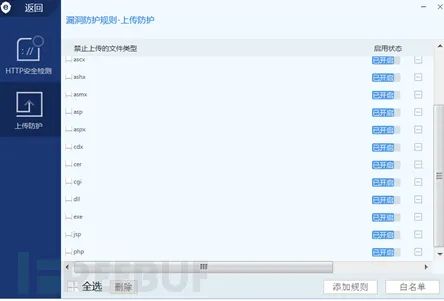 返回
漏洞防护规则-上传防护
禁止上传的文件类型 启用状态
HTTP安全检测
上传防护
ascx 已开启
ashx 已开启
asmx 已开启
asp 已开启
aspx 已开启
cdx 已开启
cer 已开启
cgi 已开启
dll 已开启
exe 已开启
jsp 已开启
php 已开启
全选 删除 添加规则 白名单
REEBUF